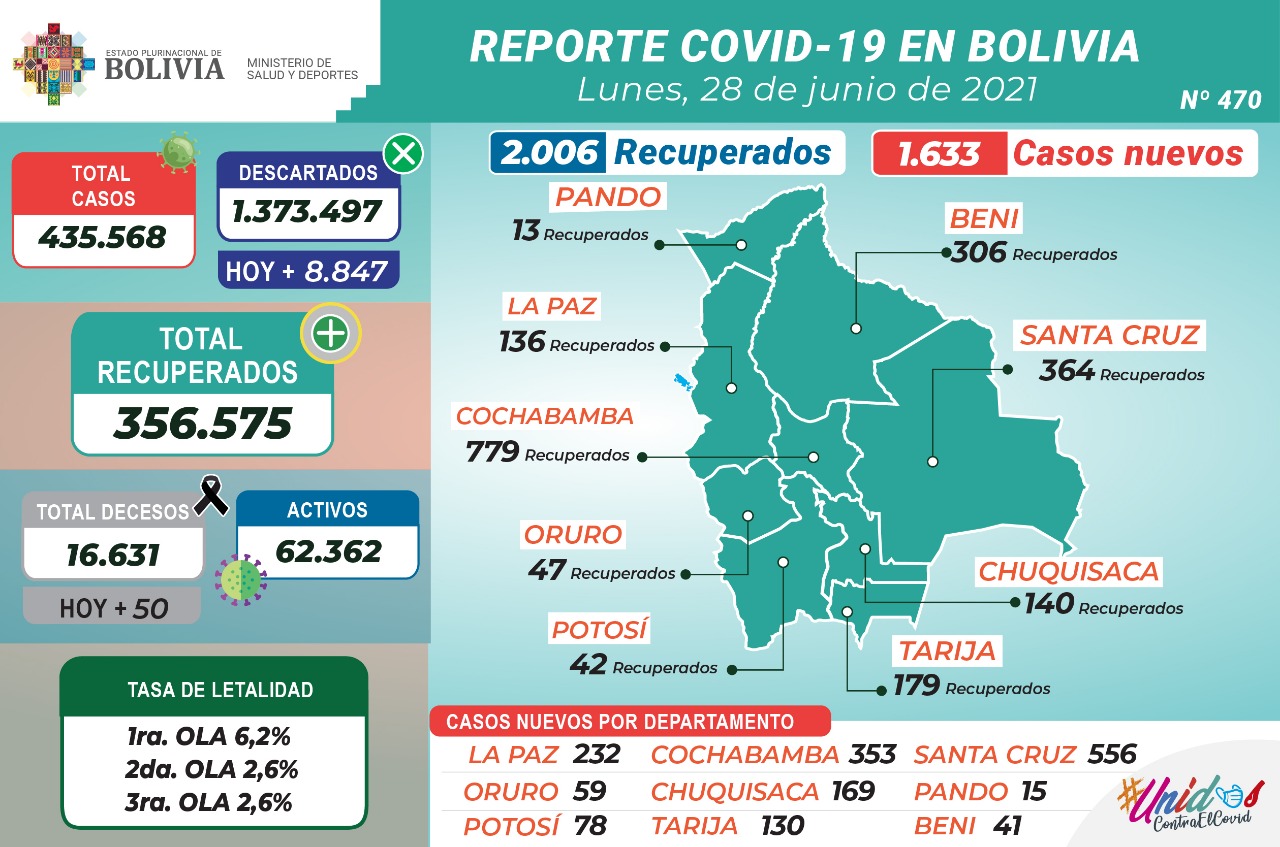 ESTADO PLURINACIONAL DE
BOLIVIA
MINISTERIO DE
SALUD Y DEPORTES
REPORTE COVID-19 EN BOLIVIA
Lunes, 28 de junio de 2021
Nº 470
TOTAL
CASOS
435.568
DESCARTADOS
1.373.497
HOY + 8.847
TOTAL
RECUPERADOS
356.575
TOTAL DECESOS
16.631
HOY + 50
ACTIVOS
62.362
TASA DE LETALIDAD
1ra. OLA 6,2%
2da. OLA 2,6%
3ra. OLA 2,6%
2.006 Recuperados
1.633 Casos nuevos
PANDO
13 Recuperados
BENI
306 Recuperados
LA PAZ
136 Recuperados
SANTA CRUZ
364 Recuperados
COCHABAMBA
779 Recuperados
ORURO
47 Recuperados
CHUQUISACA
140 Recuperados
POTOSÍ
42 Recuperados
TARIJA
179 Recuperados
CASOS NUEVOS POR DEPARTAMENTO
LA PAZ 232 COCHABAMBA 353 SANTA CRUZ 556
ORURO 59 CHUQUISACA 169 PANDO 15
POTOSÍ 78 TARIJA 130 BENI 41
#Unidos
ContraElCovid